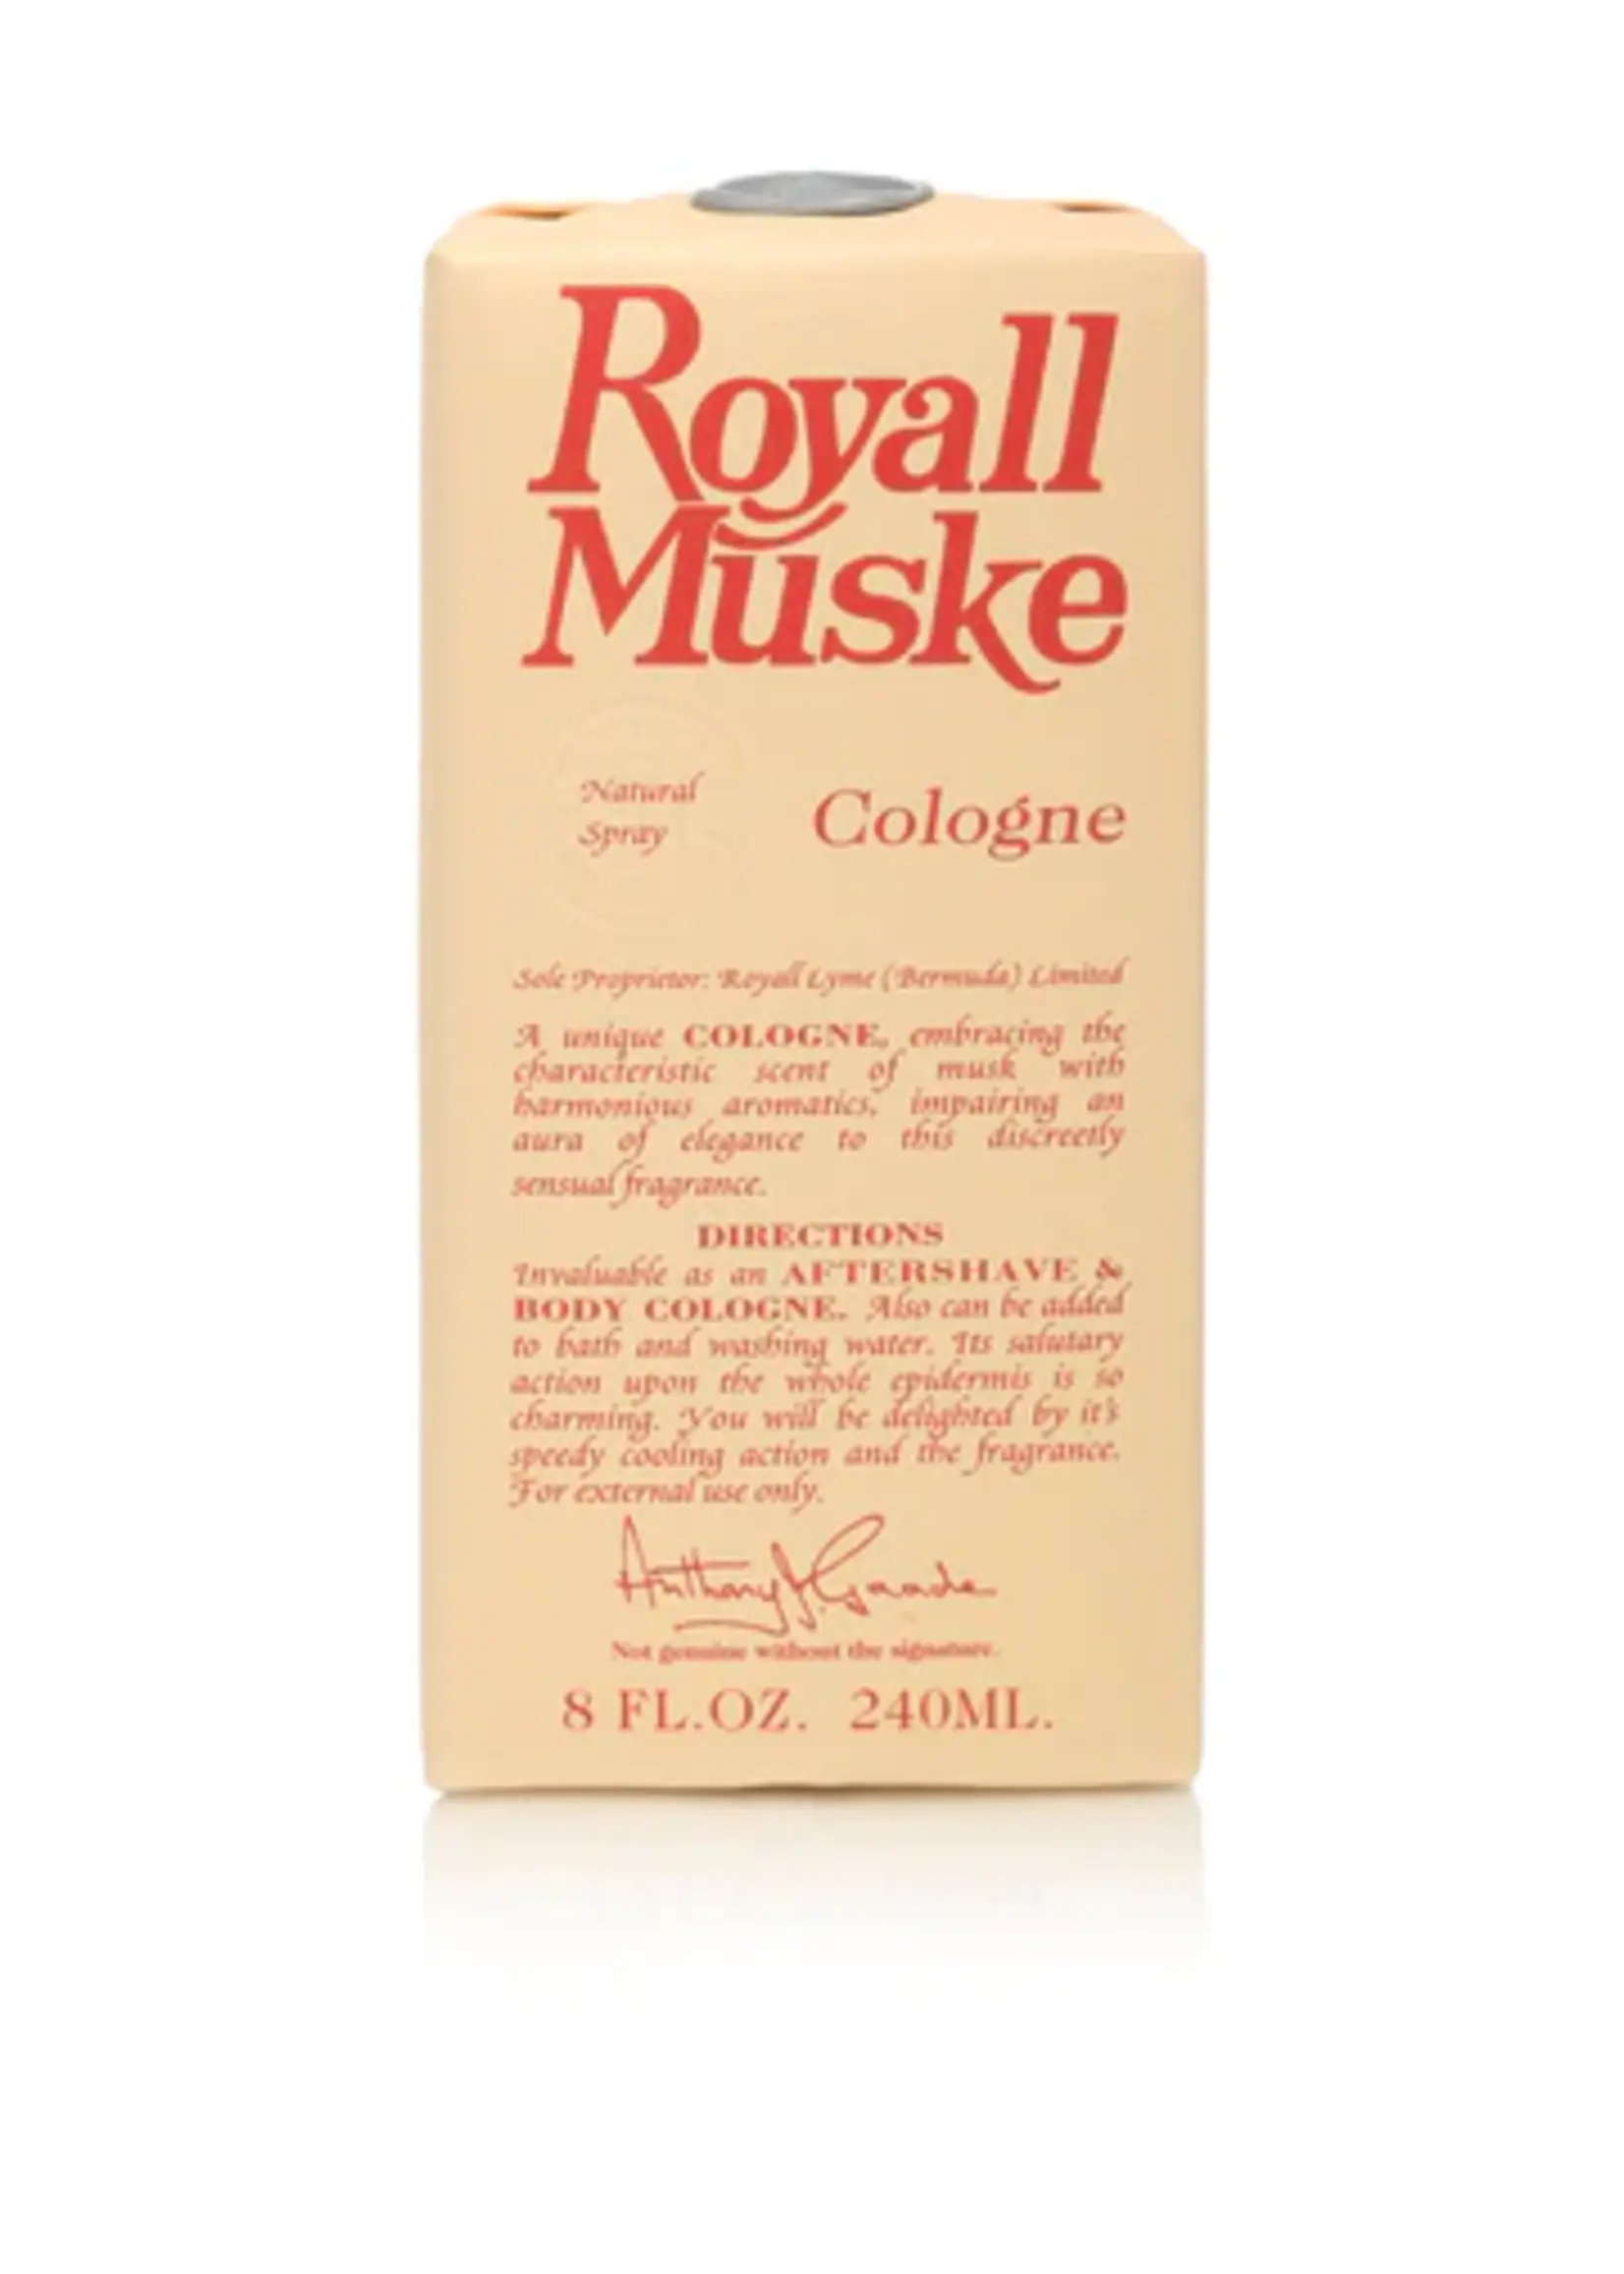 Royall
Muske
Natural
Spray
Cologne
Sole Proprietor: Royall Lyme (Bermuda) Limited
A unique COLOGNE, embracing the
characteristic scent of musk with
harmonious aromatics, impairing an
aura of elegance to this discreetly
sensual fragrance.
DIRECTIONS
Invaluable as an AFTERSHAVE &
BODY COLOGNE. Also can be added
to bath and washing water. Its salutary
action upon the whole epidermis is so
charming. You will be delighted by it's
speedy cooling action and the fragrance.
For external use only.
Anthony J. Gaade
Not genuine without the signature.
8 FL.OZ. 240ML.